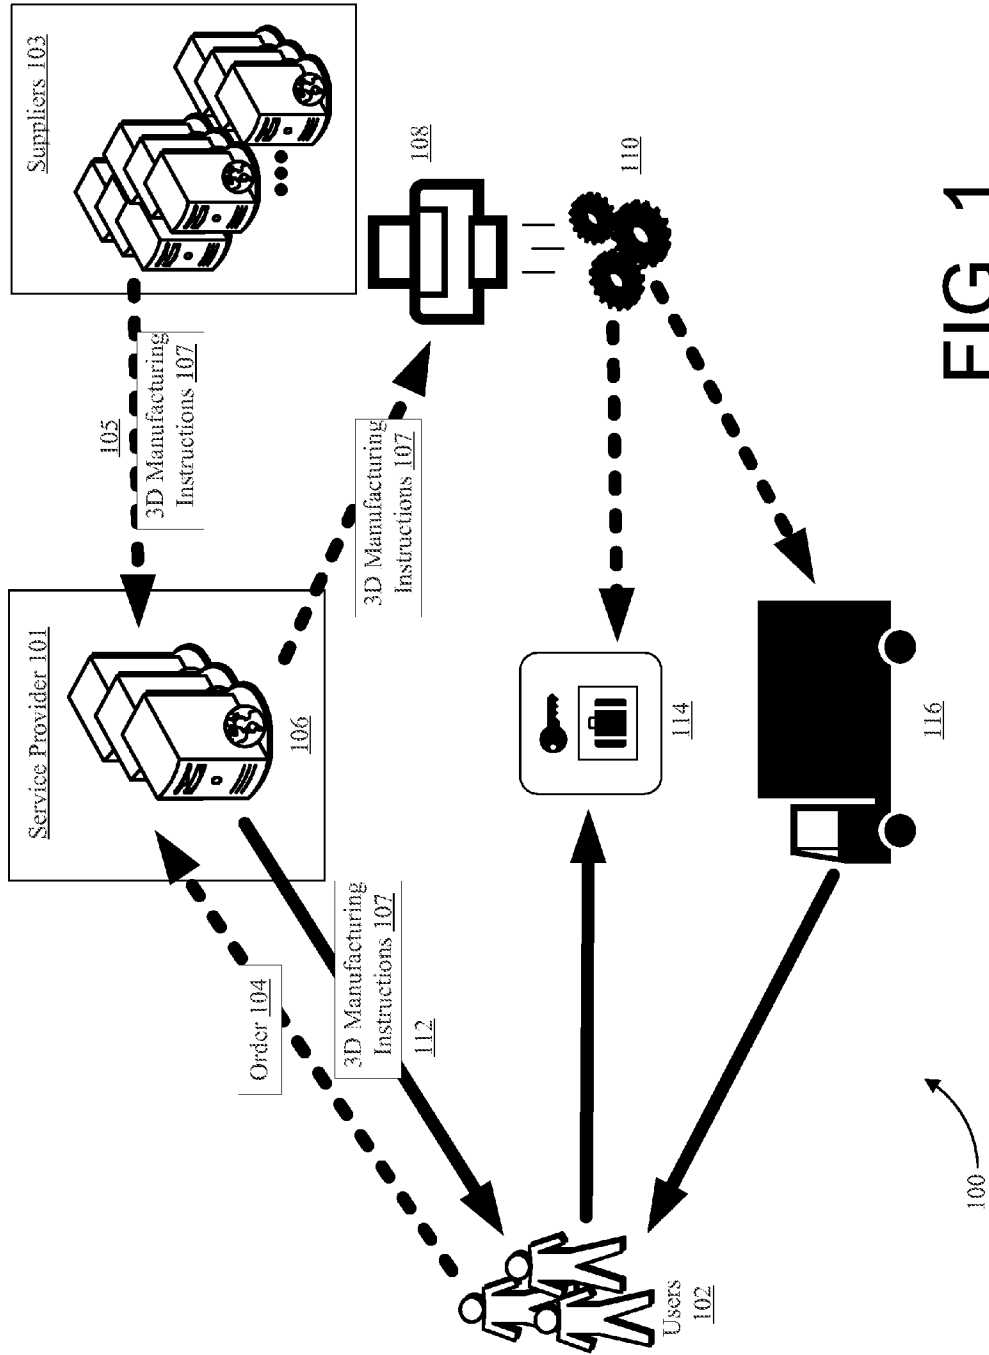 Suppliers 103
105
3D Manufacturing
Instructions 107
Service Provider 101
106
3D Manufacturing
Instructions 107
108
110
Order 104
3D Manufacturing
Instructions 107
112
114
116
Users
102
100
FIG. 1